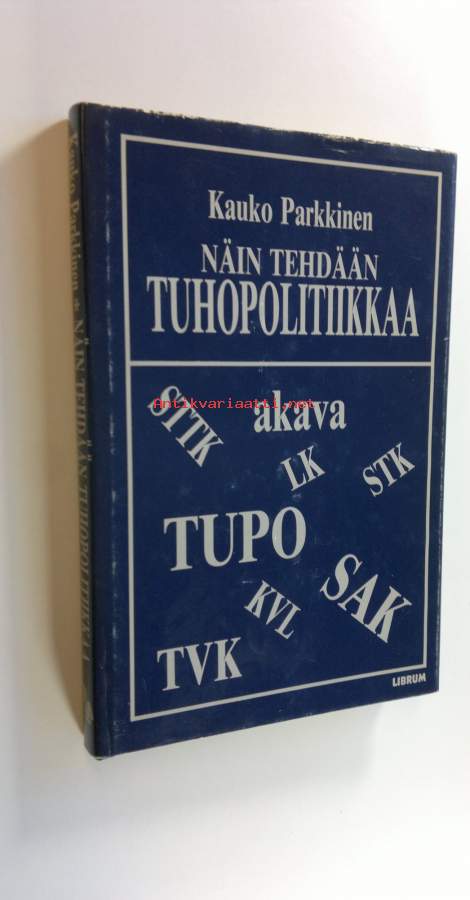 Kauko Parkkinen
NÄIN TEHDÄÄN
TUHOPOLITIIKKAA
STTK
akava
Antikvariaatti.net
LK
STK
TUPO
SAK
KVL
TVK
LIBRUM
Kauko Parkkinen * NÄIN TEHDÄÄN TUHOPOLITIIKKAA